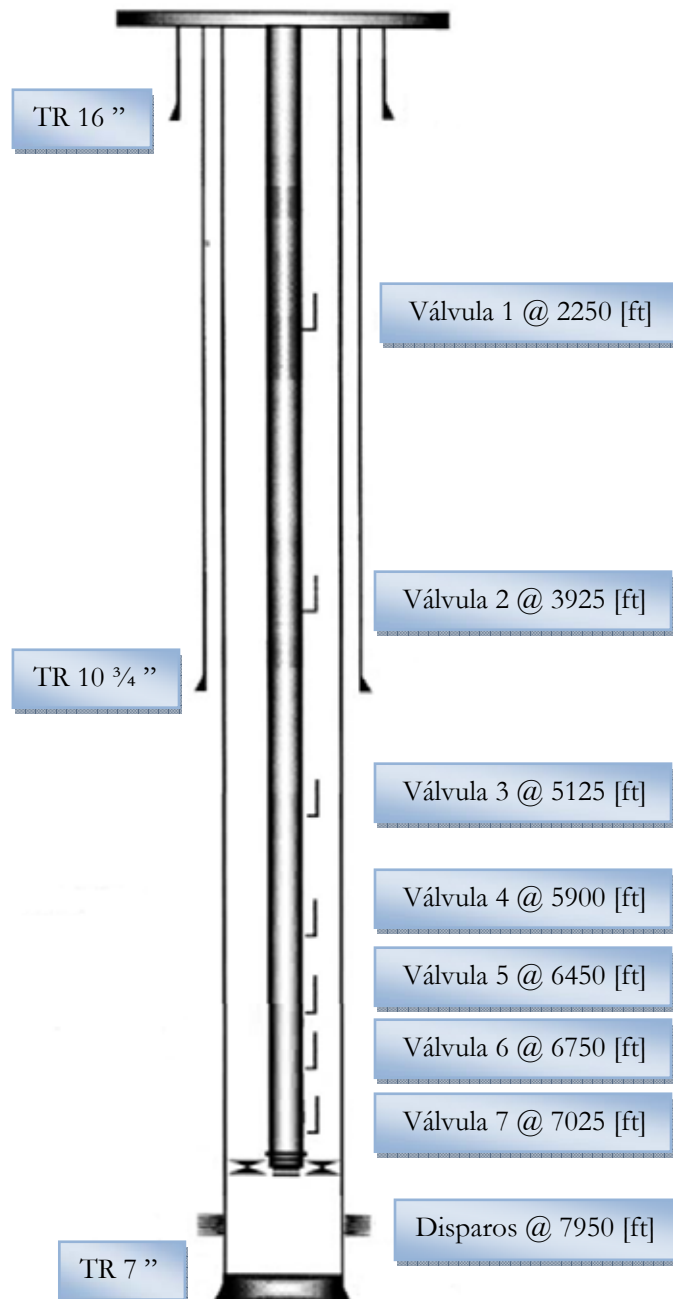 TR 16 ”
Válvula 1 @ 2250 [ft]
Válvula 2 @ 3925 [ft]
TR 10 ¾ ”
Válvula 3 @ 5125 [ft]
Válvula 4 @ 5900 [ft]
Válvula 5 @ 6450 [ft]
Válvula 6 @ 6750 [ft]
Válvula 7 @ 7025 [ft]
Disparos @ 7950 [ft]
TR 7 ”